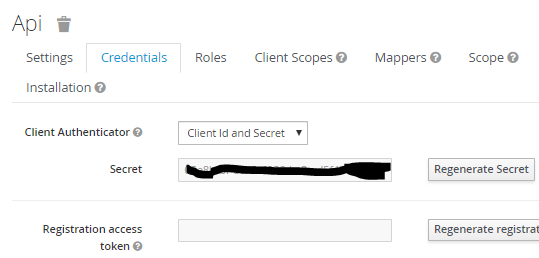 Api
Settings Credentials Roles Client Scopes Mappers Scope
Installation
Client Authenticator Client Id and Secret
Secret Regenerate Secret
Registration access Regenerate registrat
token